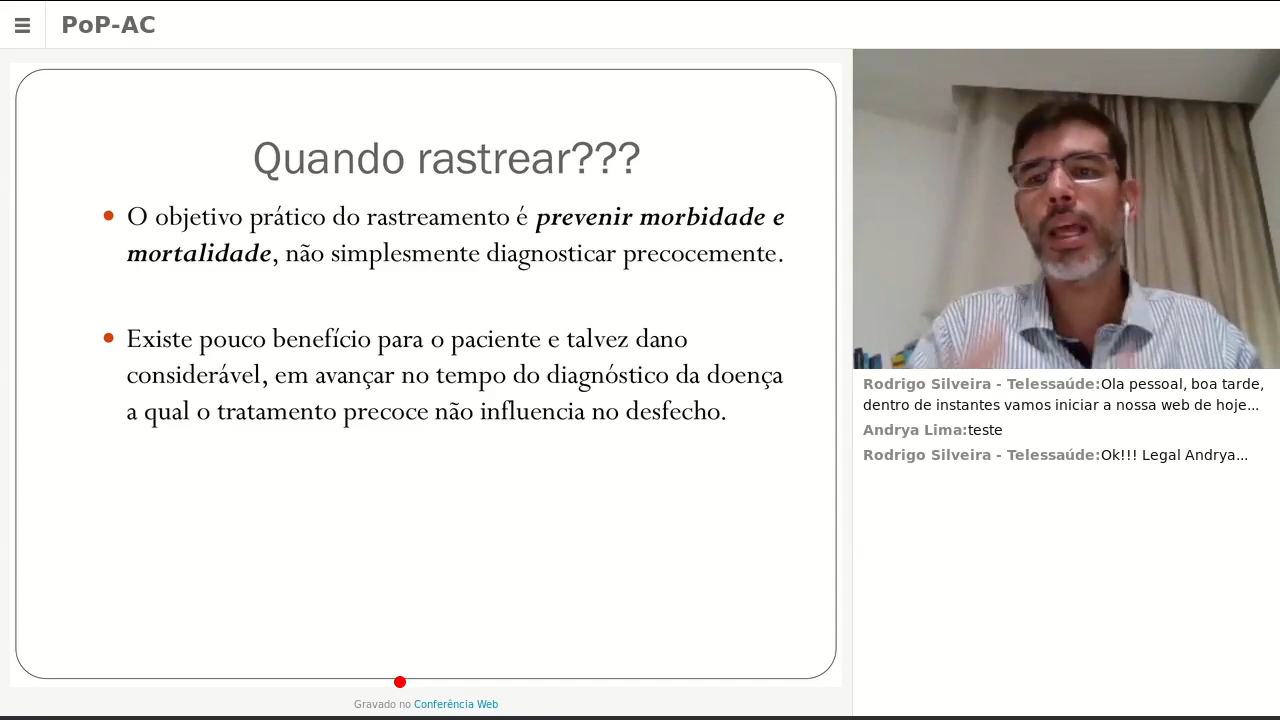 PoP-AC
Quando rastrear???
• O objetivo prático do rastreamento é prevenir morbidade e
mortalidade, não simplesmente diagnosticar precocemente.
• Existe pouco benefício para o paciente e talvez dano
considerável, em avançar no tempo do diagnóstico da doença
a qual o tratamento precoce não influencia no desfecho.
Gravado no Conferência Web
Rodrigo Silveira - Telessaúde:Ola pessoal, boa tarde,
dentro de instantes vamos iniciar a nossa web de hoje...
Andrya Lima:teste
Rodrigo Silveira - Telessaúde:Ok!!! Legal Andrya...